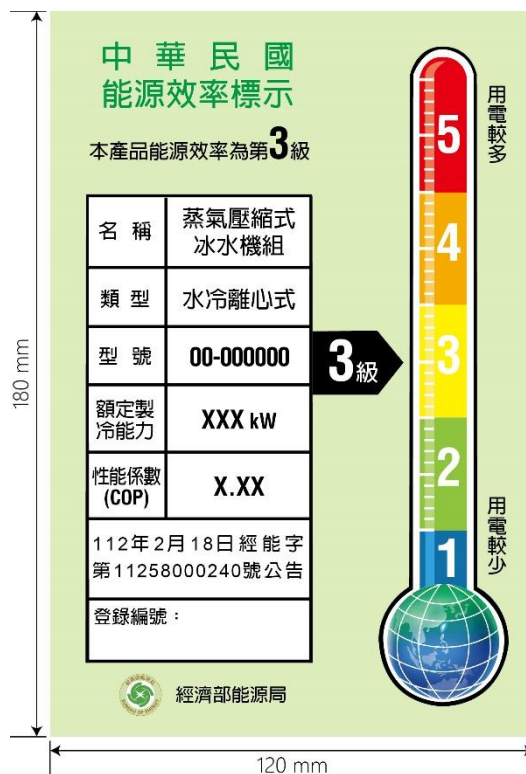 中華民國
能源效率標示
本產品能源效率為第3級
名稱
蒸氣壓縮式
冰水機組
類型
水冷離心式
型號
00-000000
額定製
冷能力
XXX kW
性能係數
(COP)
X.XX
112年2月18日經能字
第11258000240號公告
登錄編號：
經濟部能源局
3級
用電較多
5
4
3
2
1
用電較少
180 mm
120 mm